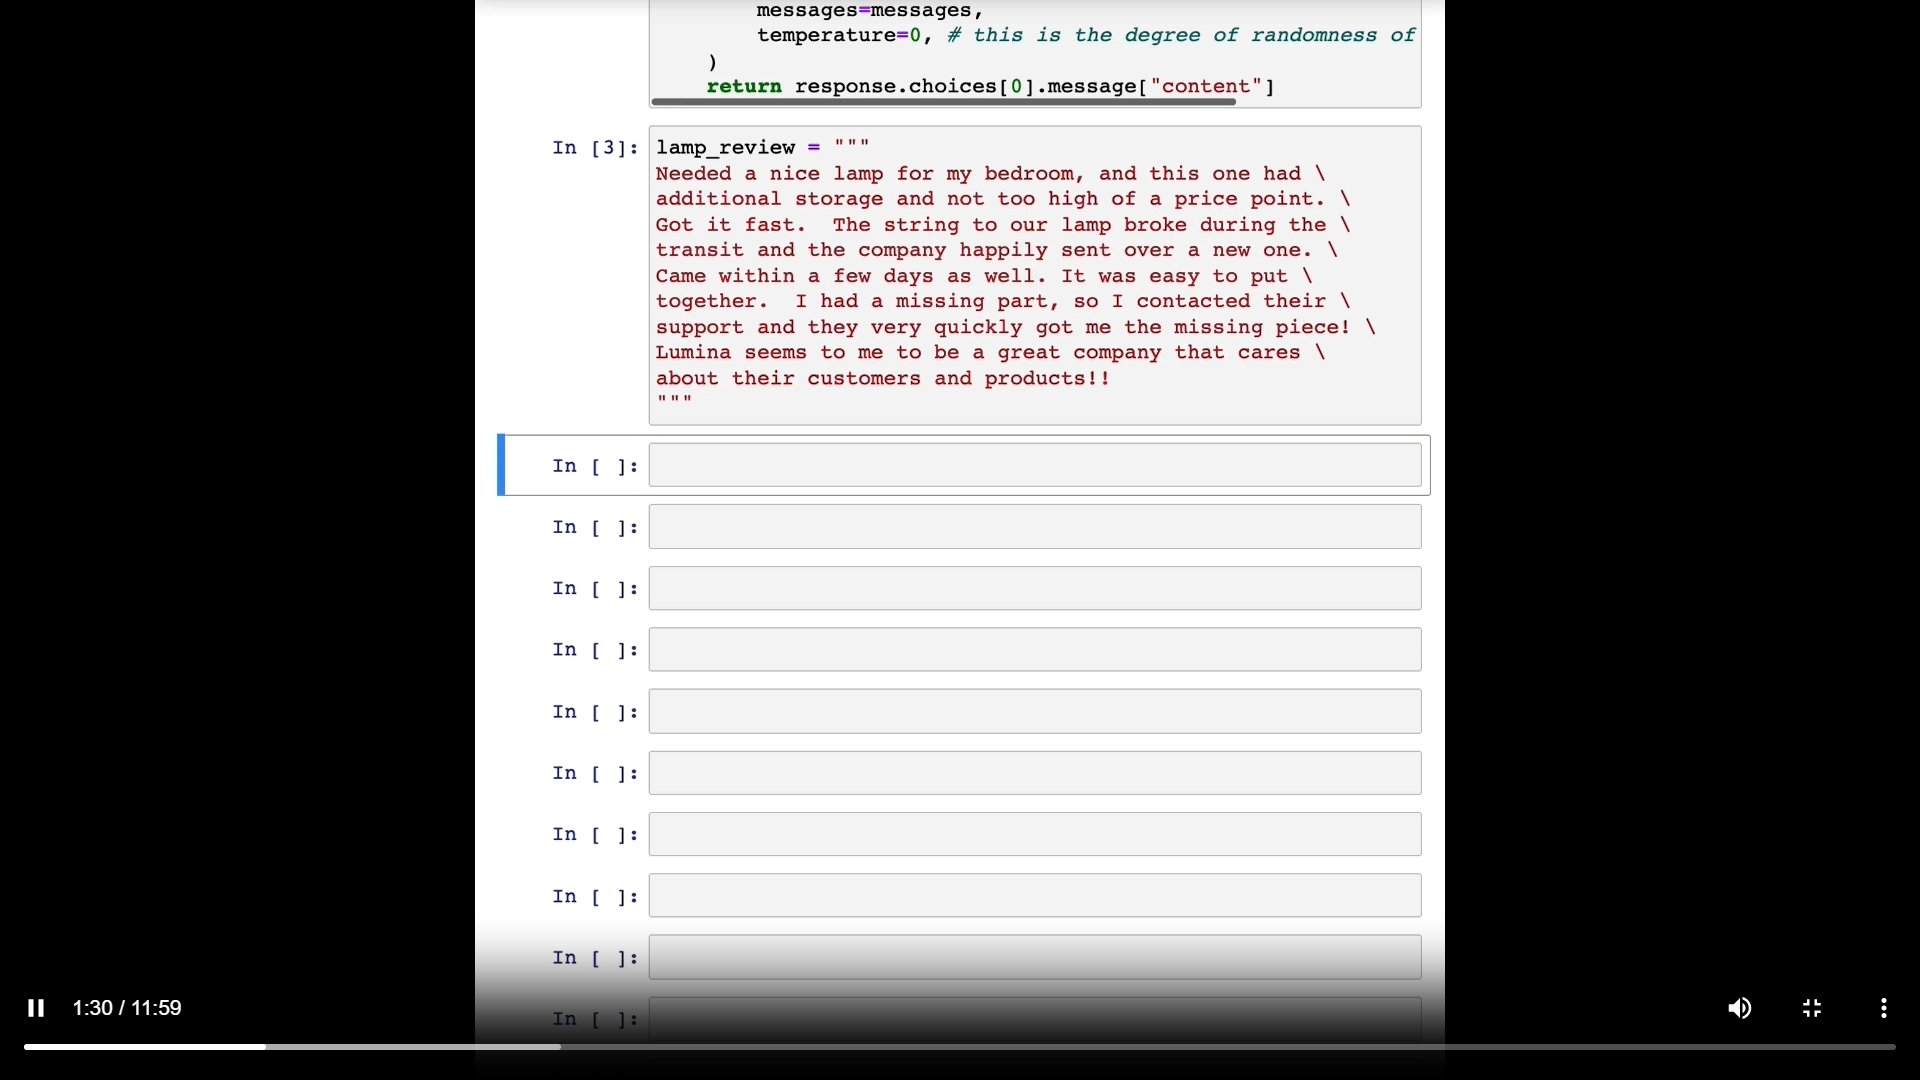 messages=messages,
temperature=0, # this is the degree of randomness of
)
return response.choices[0].message["content"]
In [3]: lamp_review = """
Needed a nice lamp for my bedroom, and this one had \
additional storage and not too high of a price point. \
Got it fast.  The string to our lamp broke during the \
transit and the company happily sent over a new one. \
Came within a few days as well. It was easy to put \
together.  I had a missing part, so I contacted their \
support and they very quickly got me the missing piece! \
Lumina seems to me to be a great company that cares \
about their customers and products!!
"""
In [ ]:
In [ ]:
In [ ]:
In [ ]:
In [ ]:
In [ ]:
In [ ]:
In [ ]:
In [ ]:
In [ ]:
1:30 / 11:59